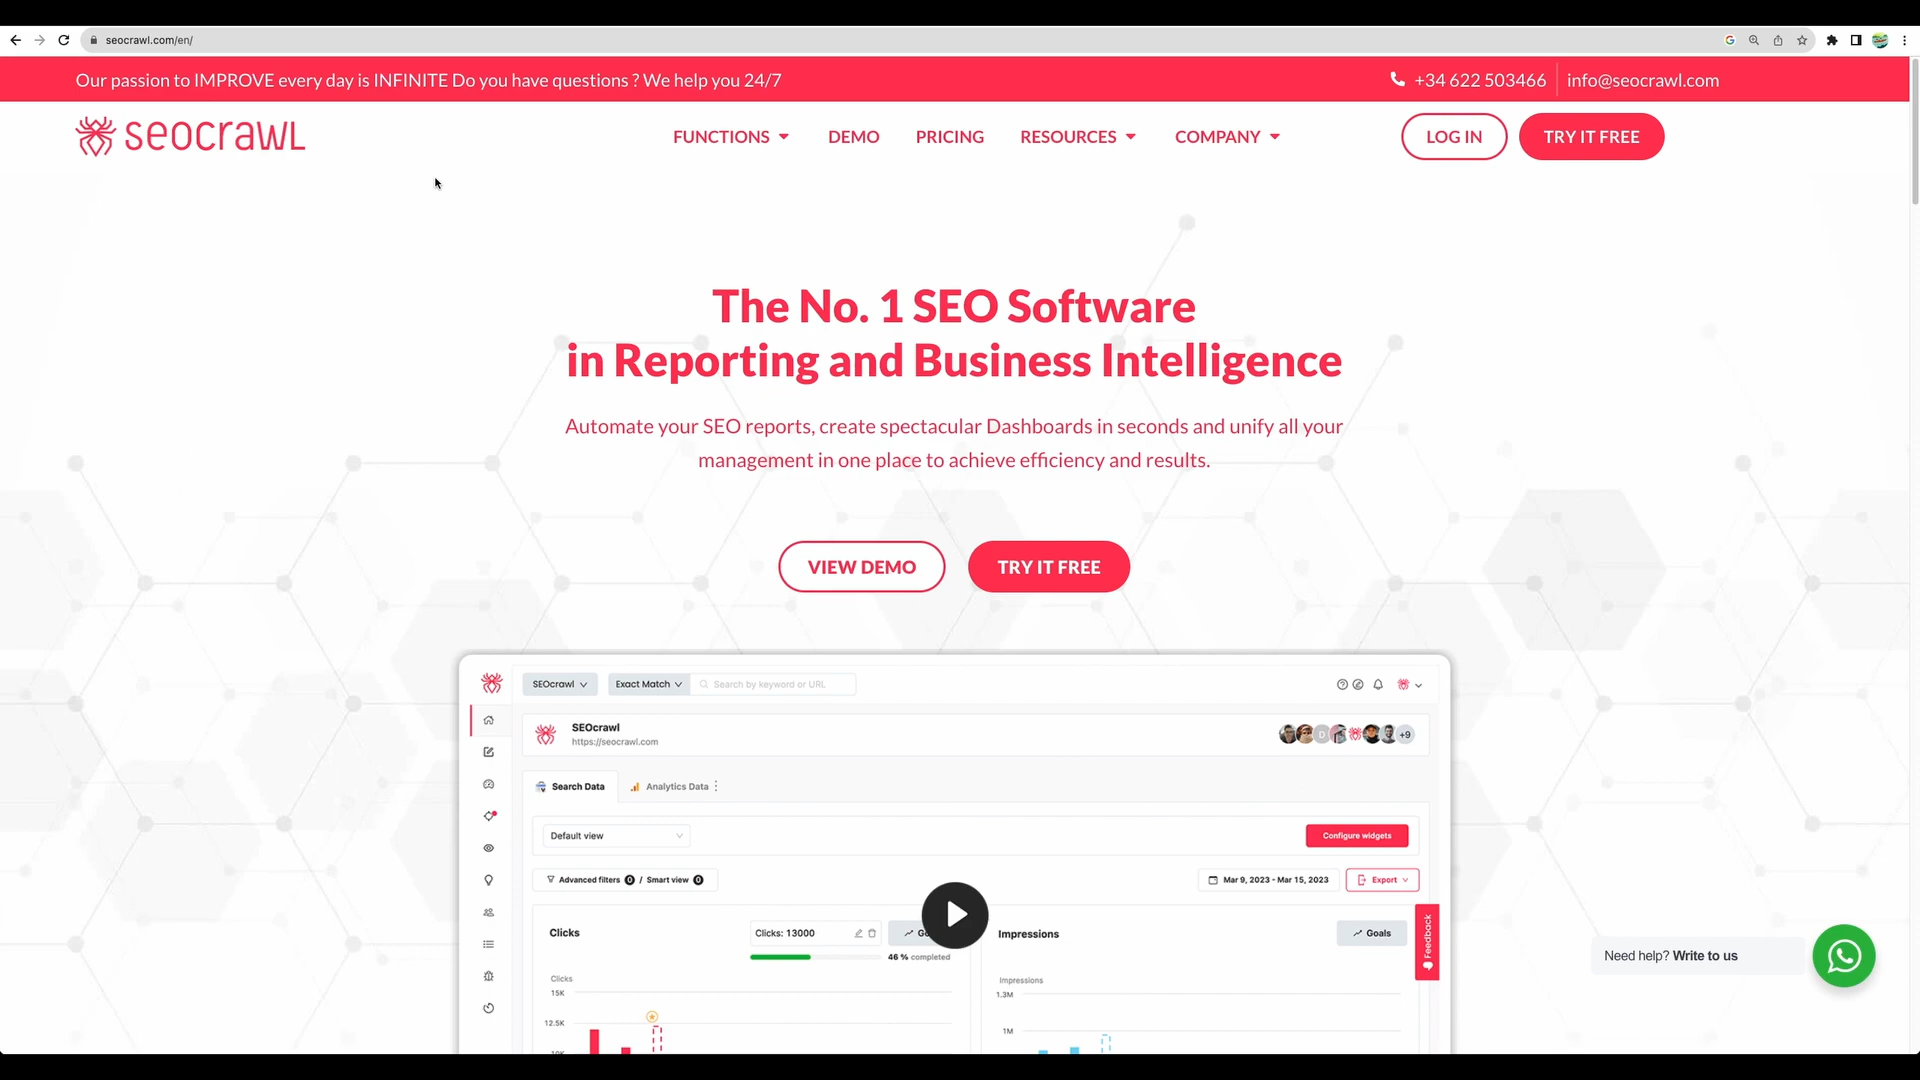 seocrawl.com/en/
Our passion to IMPROVE every day is INFINITE Do you have questions ? We help you 24/7
+34 622 503466
info@seocrawl.com
seocrawl
FUNCTIONS
DEMO
PRICING
RESOURCES
COMPANY
LOG IN
TRY IT FREE
The No. 1 SEO Software
in Reporting and Business Intelligence
Automate your SEO reports, create spectacular Dashboards in seconds and unify all your
management in one place to achieve efficiency and results.
VIEW DEMO
TRY IT FREE
SEOcrawl
Exact Match
Search by keyword or URL
SEOcrawl
https://seocrawl.com
D
+9
Search Data
Analytics Data
Default view
Configure widgets
Advanced filters 0 / Smart view 0
Mar 9, 2023 - Mar 15, 2023
Export
Clicks
Clicks: 13000
46 % completed
Impressions
Goals
Feedback
Clicks
15K
12.5K
Impressions
1.3M
1M
Need help? Write to us